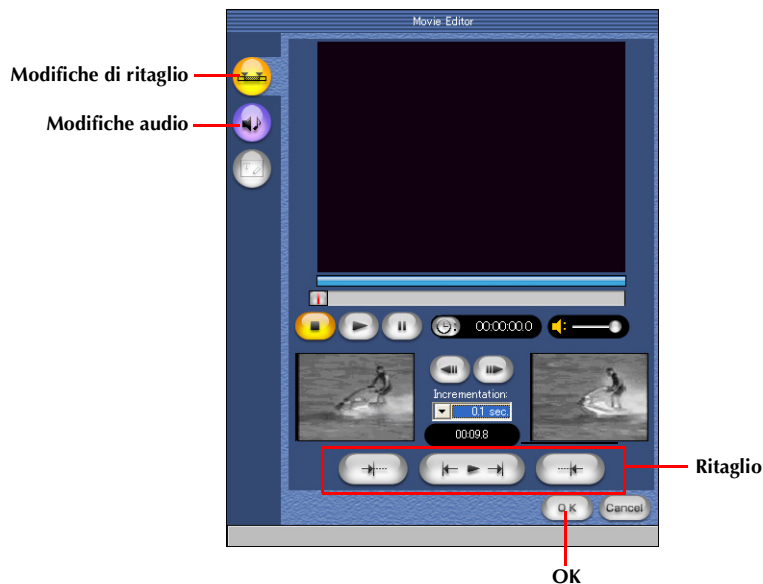 Movie Editor
Modifiche di ritaglio
Modifiche audio
00:00:00.0
Incrementation:
0.1 sec.
00:09.8
Ritaglio
OK
Cancel
OK